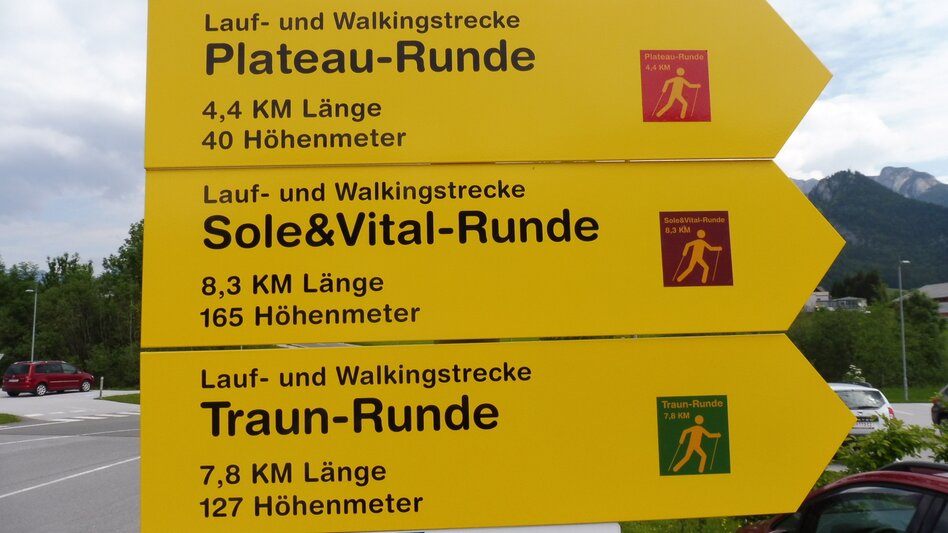 Lauf- und Walkingstrecke
Plateau-Runde
4,4 KM Länge
40 Höhenmeter
Plateau-Runde
4,4 KM
Lauf- und Walkingstrecke
Sole&Vital-Runde
8,3 KM Länge
165 Höhenmeter
Sole&Vital-Runde
8,3 KM
Lauf- und Walkingstrecke
Traun-Runde
7,8 KM Länge
127 Höhenmeter
Traun-Runde
7,8 KM